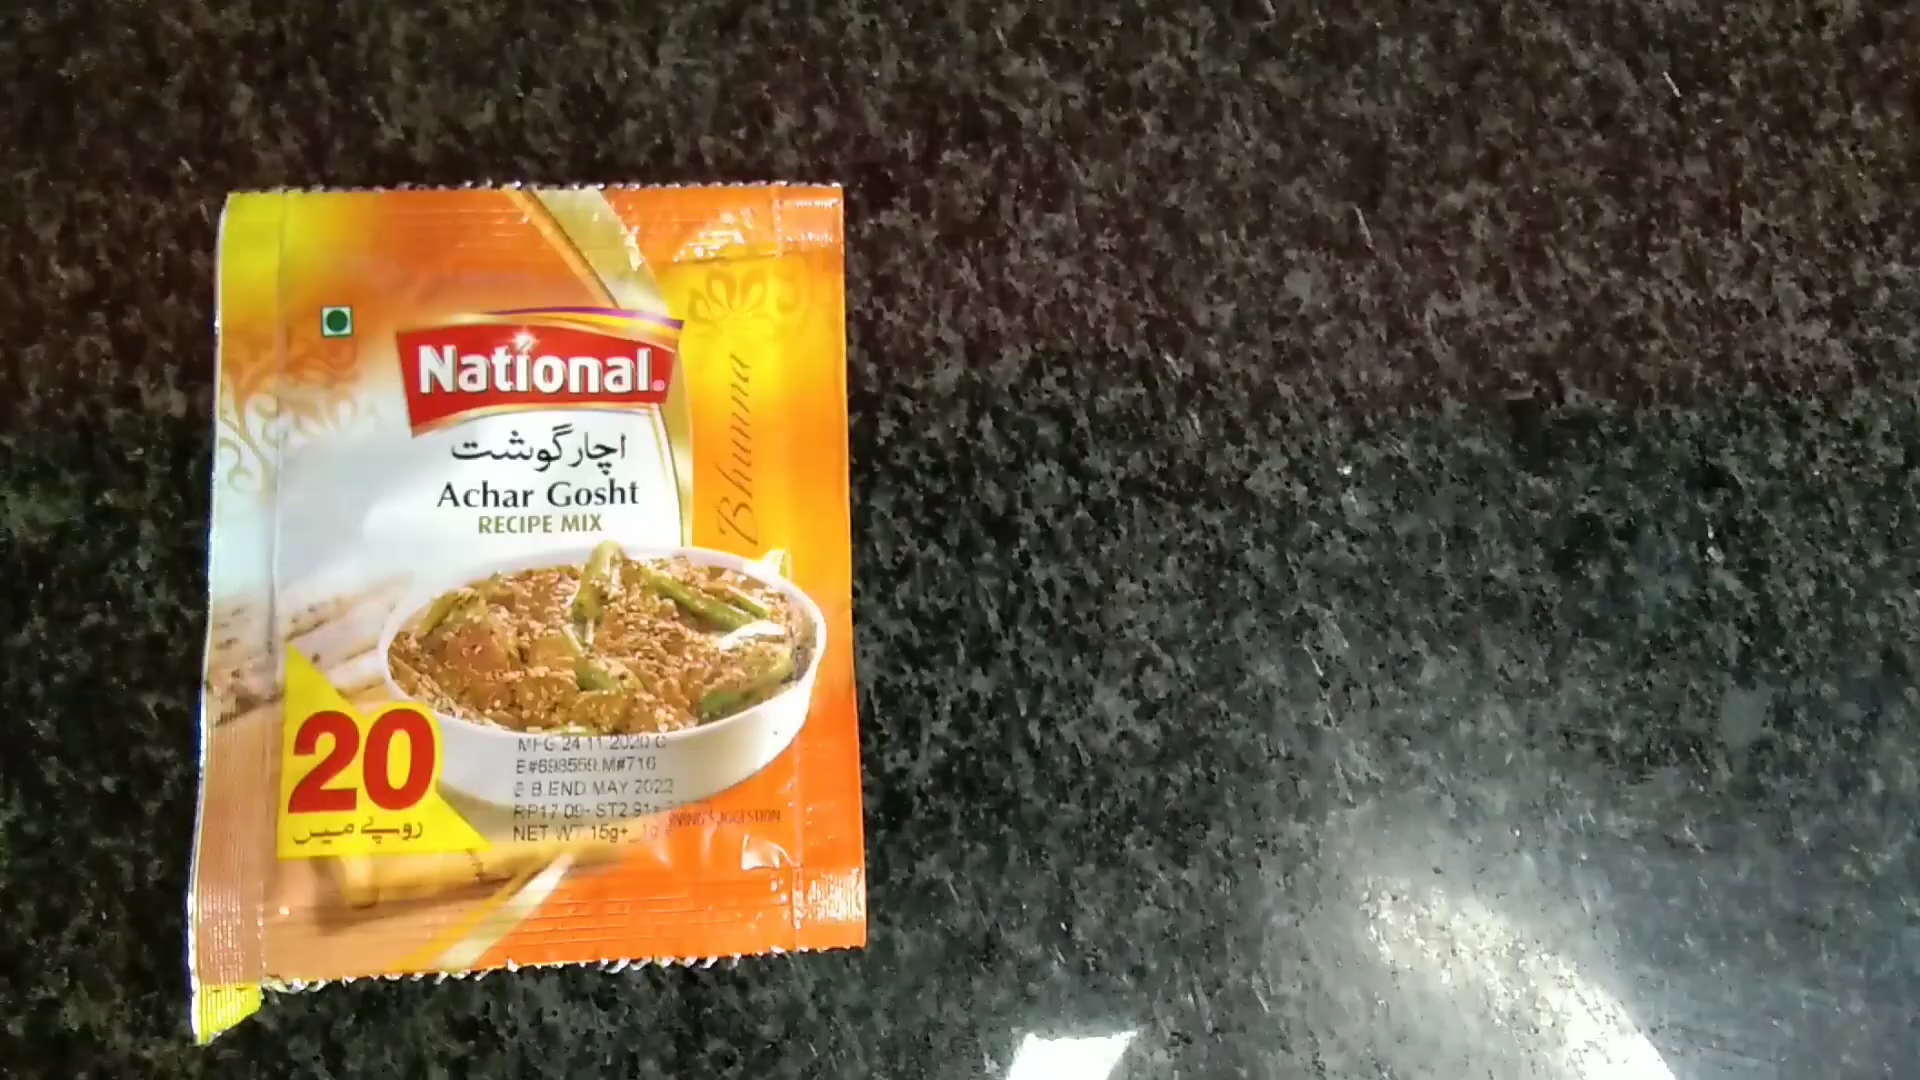 National
اچار گوشت
Achar Gosht
RECIPE MIX
Bhunna
20
روپے میں
MFG 24 11 2020 C
B#698559 M#716
B.END MAY 2022
RP17.09- ST2.91=
NET WT 15g+